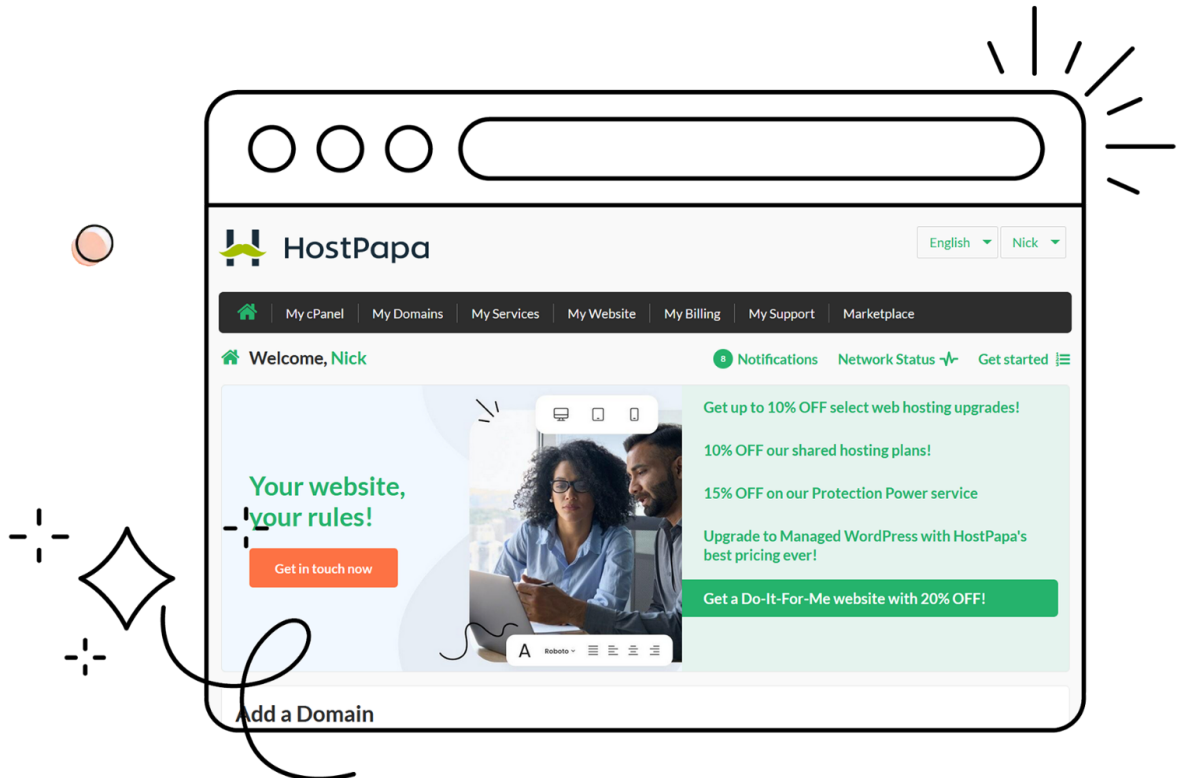 HostPapa
English
Nick
My cPanel
My Domains
My Services
My Website
My Billing
My Support
Marketplace
Welcome, Nick
8 Notifications
Network Status
Get started
Your website,
your rules!
Get in touch now
A Roboto
Get up to 10% OFF select web hosting upgrades!
10% OFF our shared hosting plans!
15% OFF on our Protection Power service
Upgrade to Managed WordPress with HostPapa's
best pricing ever!
Get a Do-It-For-Me website with 20% OFF!
Add a Domain